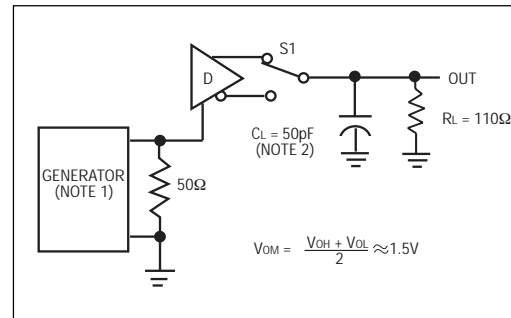 S1
D
OUT
CL = 50pF
(NOTE 2)
RL = 110Ω
GENERATOR
(NOTE 1)
50Ω
VOM = VOH + VOL / 2 ≈ 1.5V